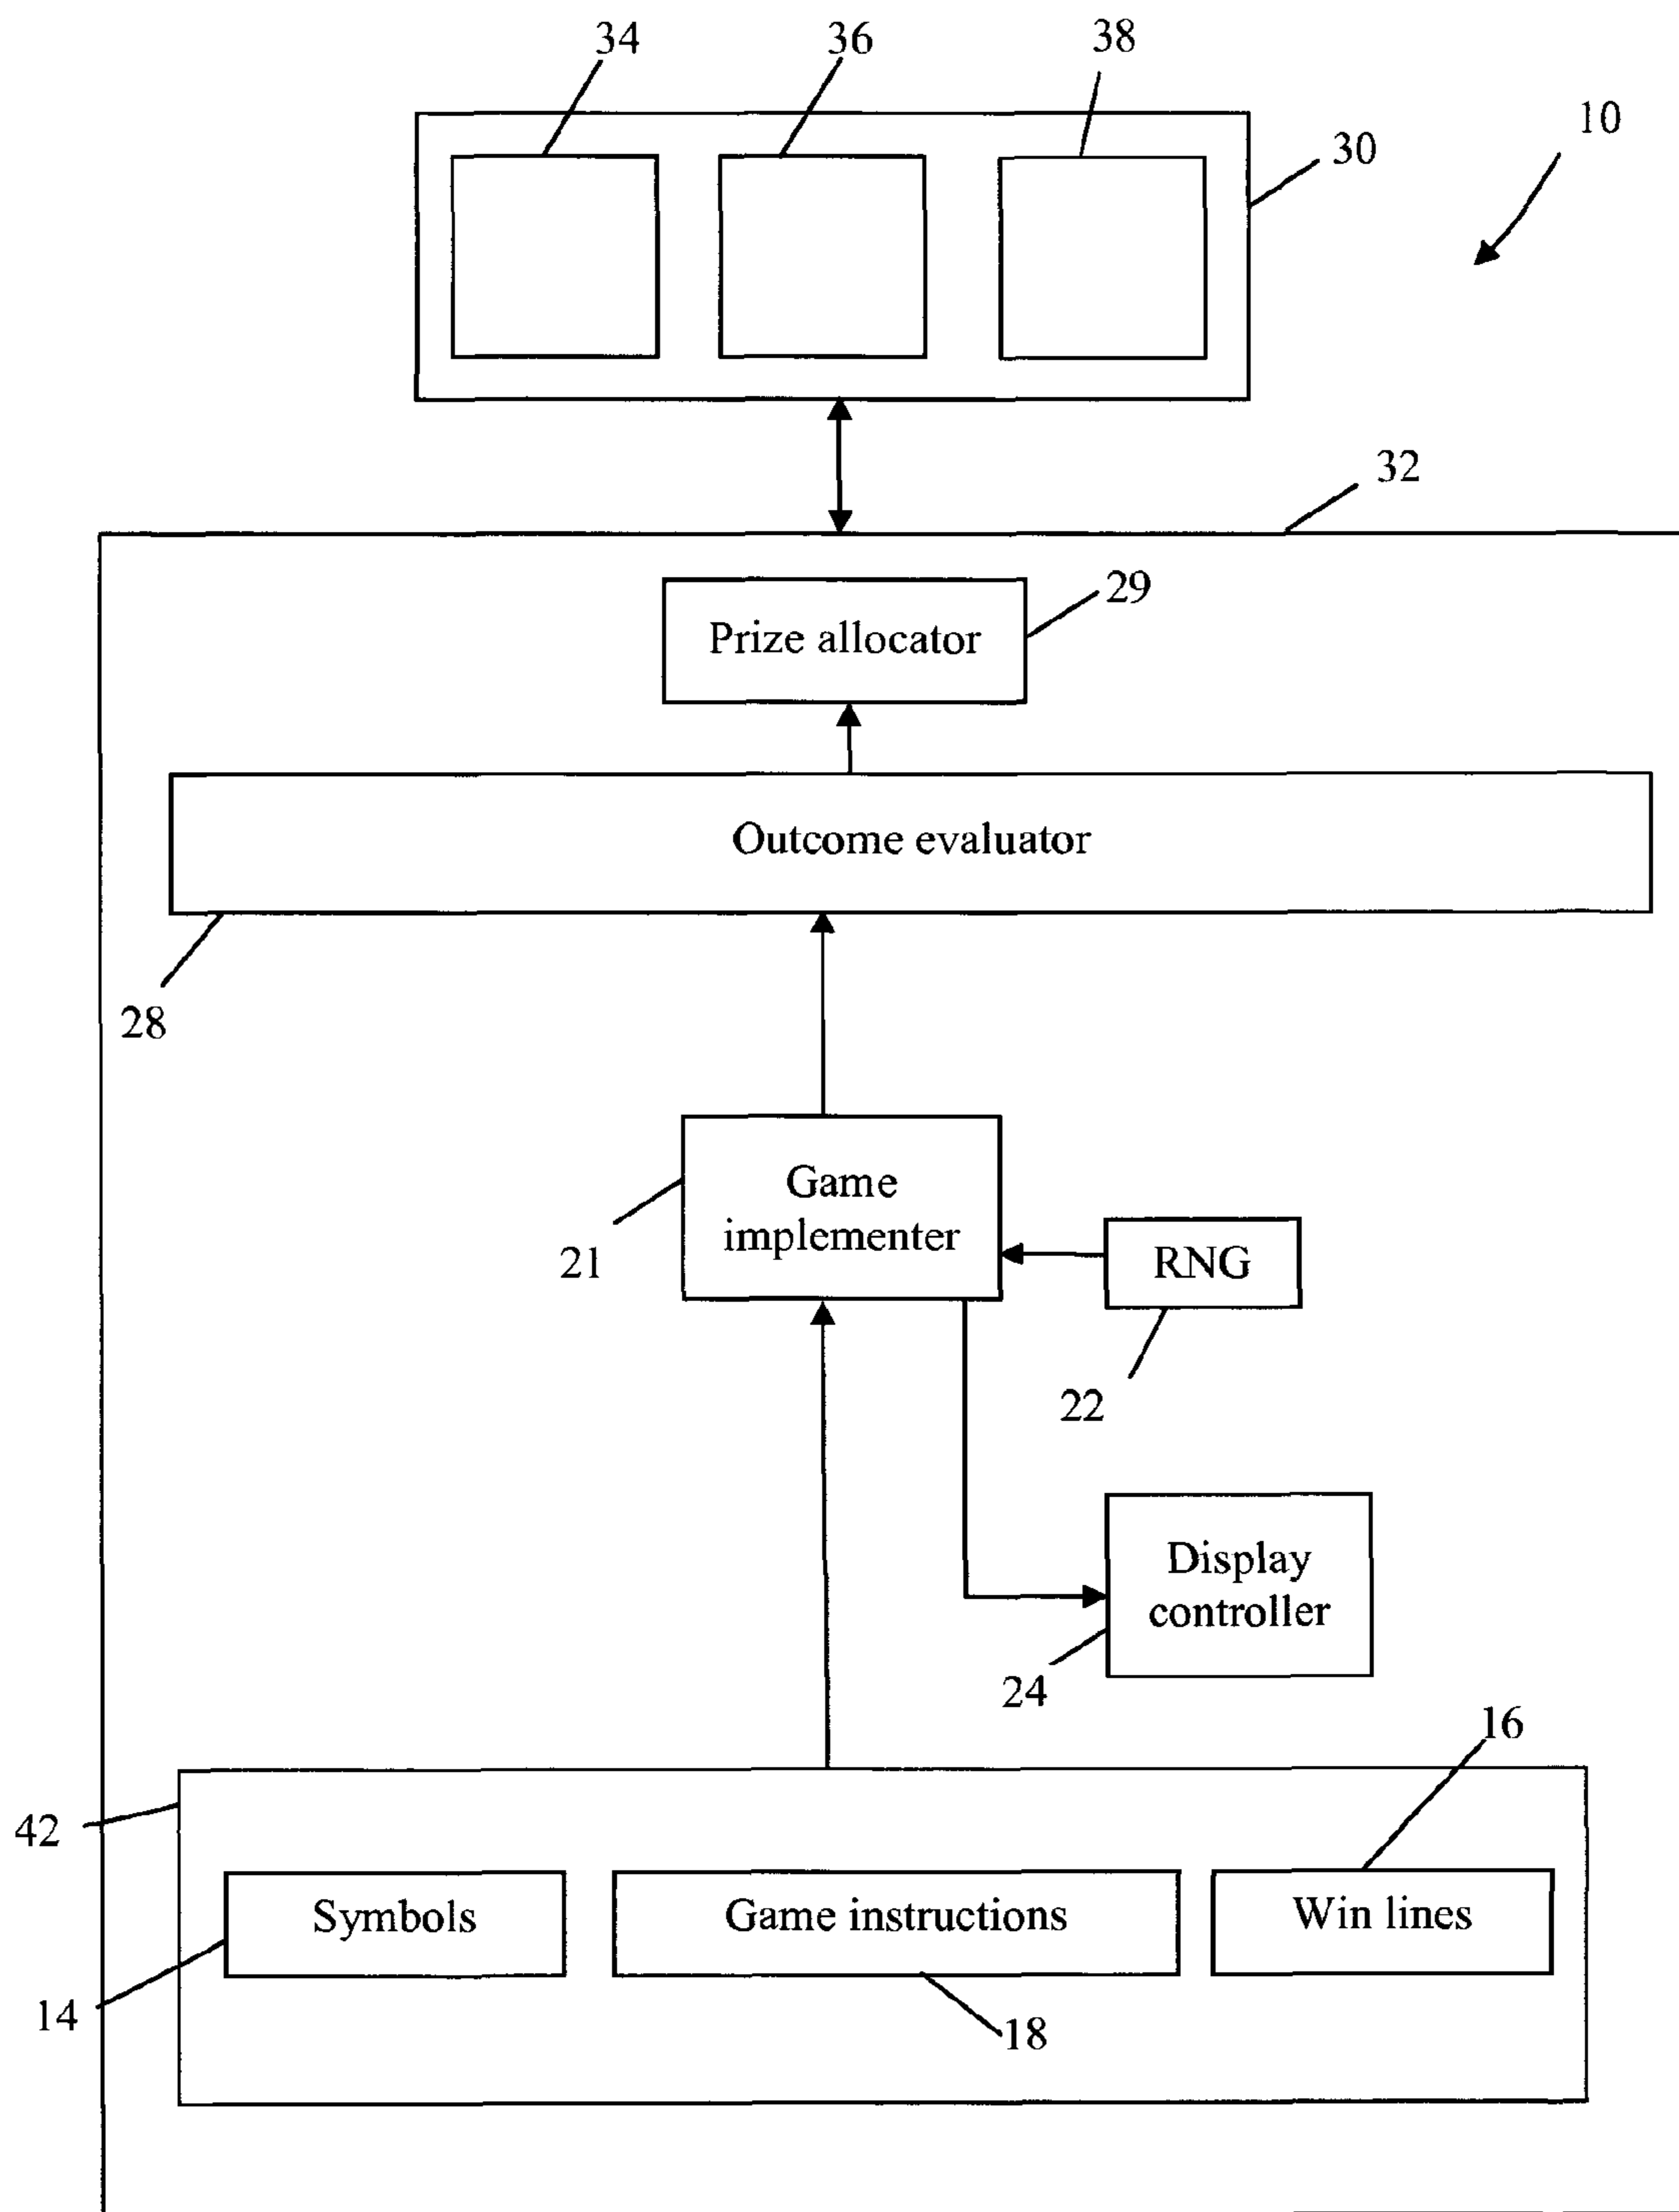 34
36
38
10
30
32
29
Prize allocator
Outcome evaluator
28
Game
implementer
21
RNG
22
Display
controller
24
16
42
Symbols
Game instructions
Win lines
14
18